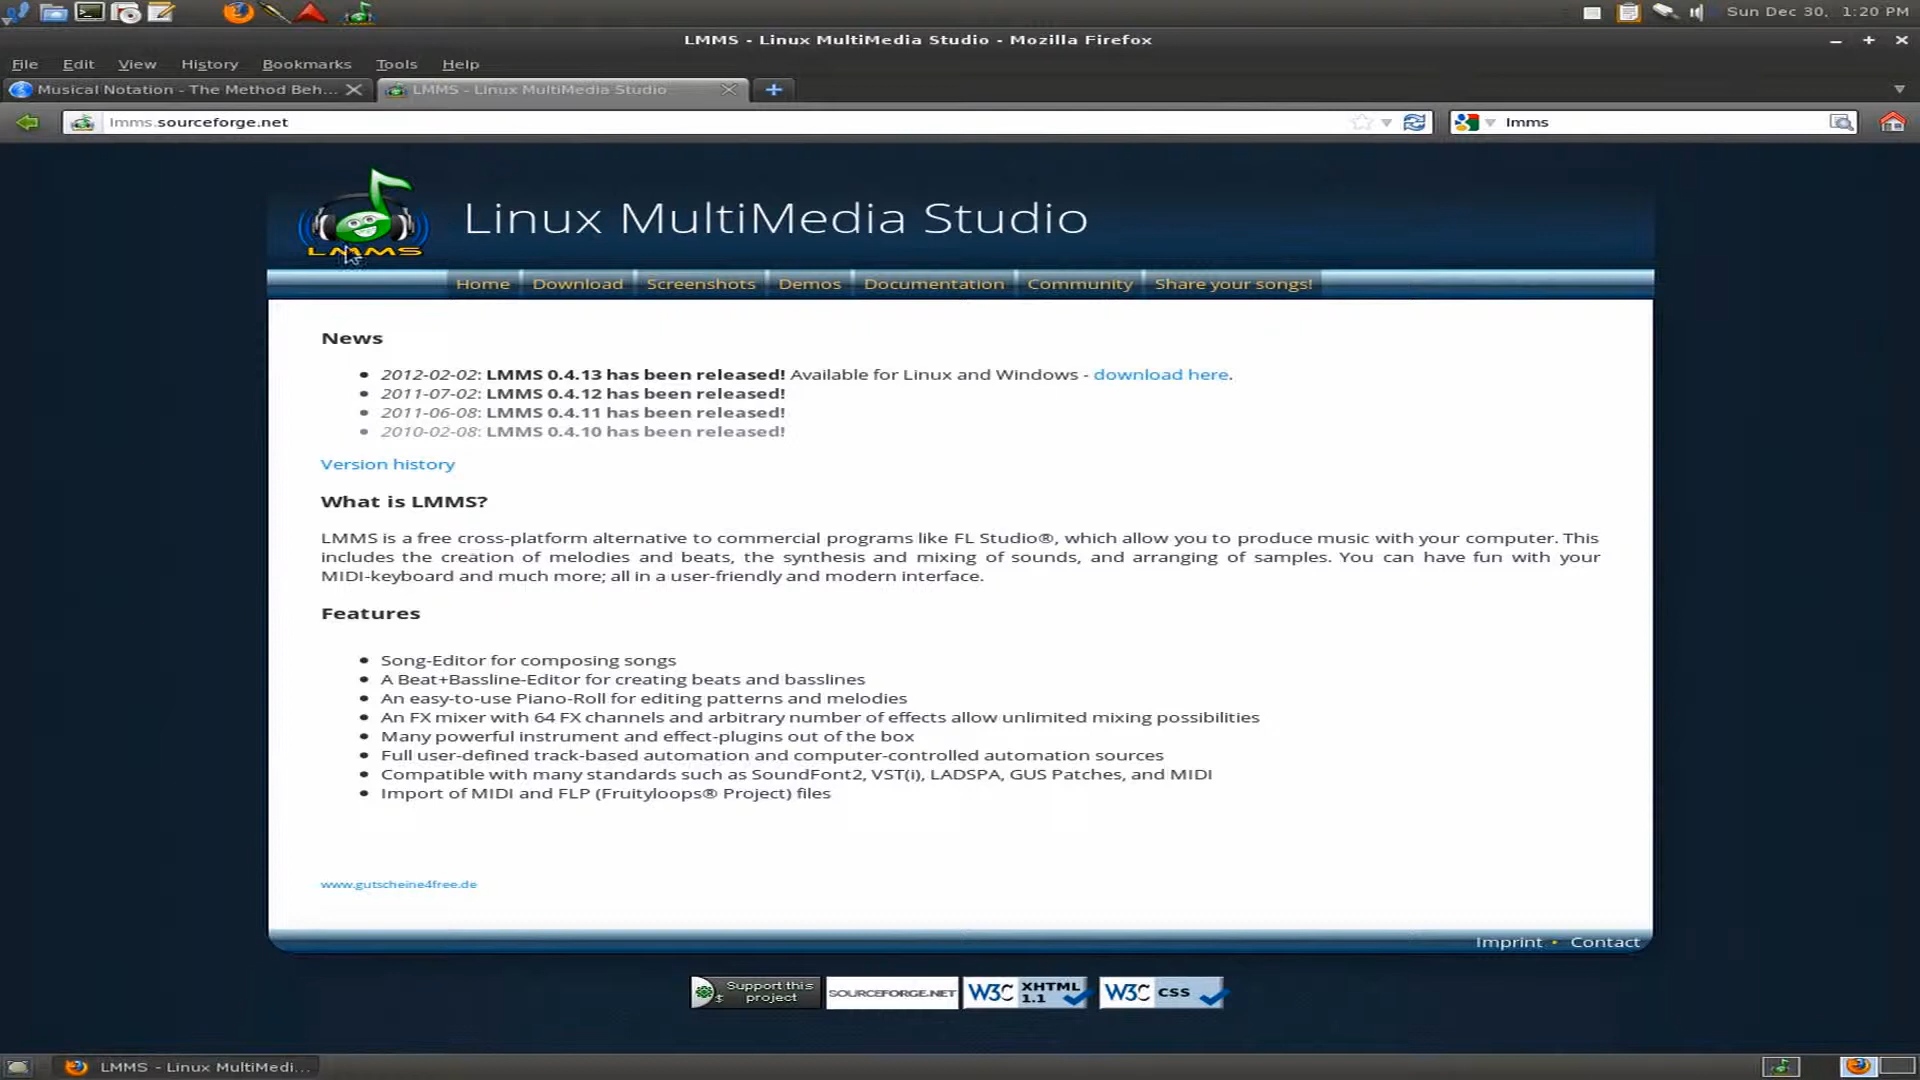 Sun Dec 30, 1:20 PM
LMMS - Linux MultiMedia Studio - Mozilla Firefox
File Edit View History Bookmarks Tools Help
Musical Notation - The Method Beh... LMMS - Linux MultiMedia Studio
lmms.sourceforge.net lmms
LMMS
Linux MultiMedia Studio
Home Download Screenshots Demos Documentation Community Share your songs!
News
2012-02-02: LMMS 0.4.13 has been released! Available for Linux and Windows - download here.
2011-07-02: LMMS 0.4.12 has been released!
2011-06-08: LMMS 0.4.11 has been released!
2010-02-08: LMMS 0.4.10 has been released!
Version history
What is LMMS?
LMMS is a free cross-platform alternative to commercial programs like FL Studio®, which allow you to produce music with your computer. This
includes the creation of melodies and beats, the synthesis and mixing of sounds, and arranging of samples. You can have fun with your
MIDI-keyboard and much more; all in a user-friendly and modern interface.
Features
Song-Editor for composing songs
A Beat+Bassline-Editor for creating beats and basslines
An easy-to-use Piano-Roll for editing patterns and melodies
An FX mixer with 64 FX channels and arbitrary number of effects allow unlimited mixing possibilities
Many powerful instrument and effect-plugins out of the box
Full user-defined track-based automation and computer-controlled automation sources
Compatible with many standards such as SoundFont2, VST(i), LADSPA, GUS Patches, and MIDI
Import of MIDI and FLP (Fruityloops® Project) files
www.gutscheine4free.de
Imprint • Contact
Support this
project
SOURCEFORGE.NET
W3C XHTML
1.1
W3C CSS
LMMS - Linux MultiMedi...